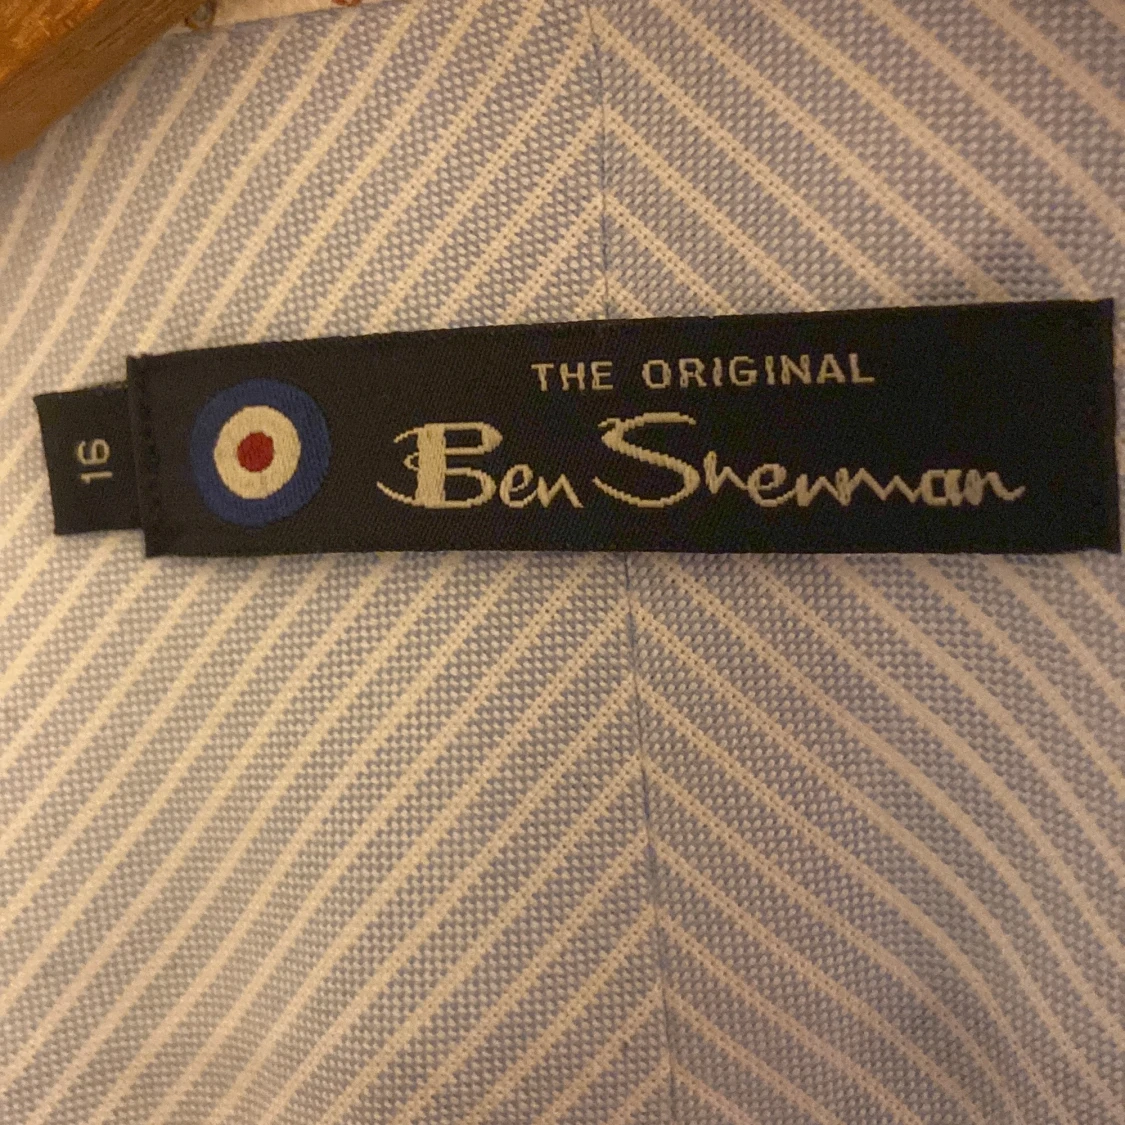 THE ORIGINAL
Ben Sherman
16